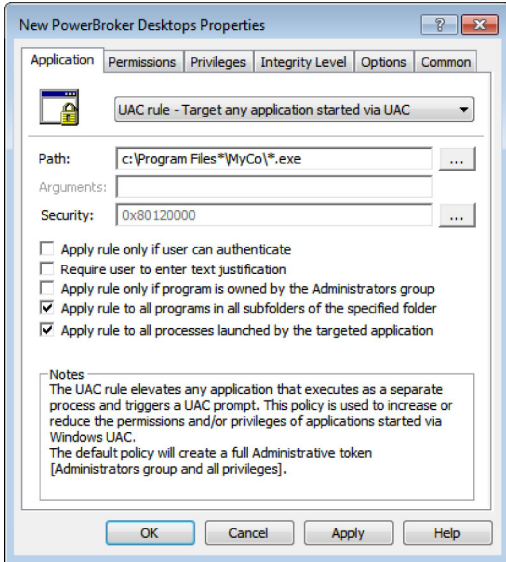 New PowerBroker Desktops Properties
Application Permissions Privileges Integrity Level Options Common
UAC rule - Target any application started via UAC
Path: c:\Program Files*\MyCo\*.exe ...
Arguments:
Security: 0x80120000 ...
Apply rule only if user can authenticate
Require user to enter text justification
Apply rule only if program is owned by the Administrators group
Apply rule to all programs in all subfolders of the specified folder
Apply rule to all processes launched by the targeted application
Notes
The UAC rule elevates any application that executes as a separate
process and triggers a UAC prompt. This policy is used to increase or
reduce the permissions and/or privileges of applications started via
Windows UAC.
The default policy will create a full Administrative token
[Administrators group and all privileges].
OK Cancel Apply Help